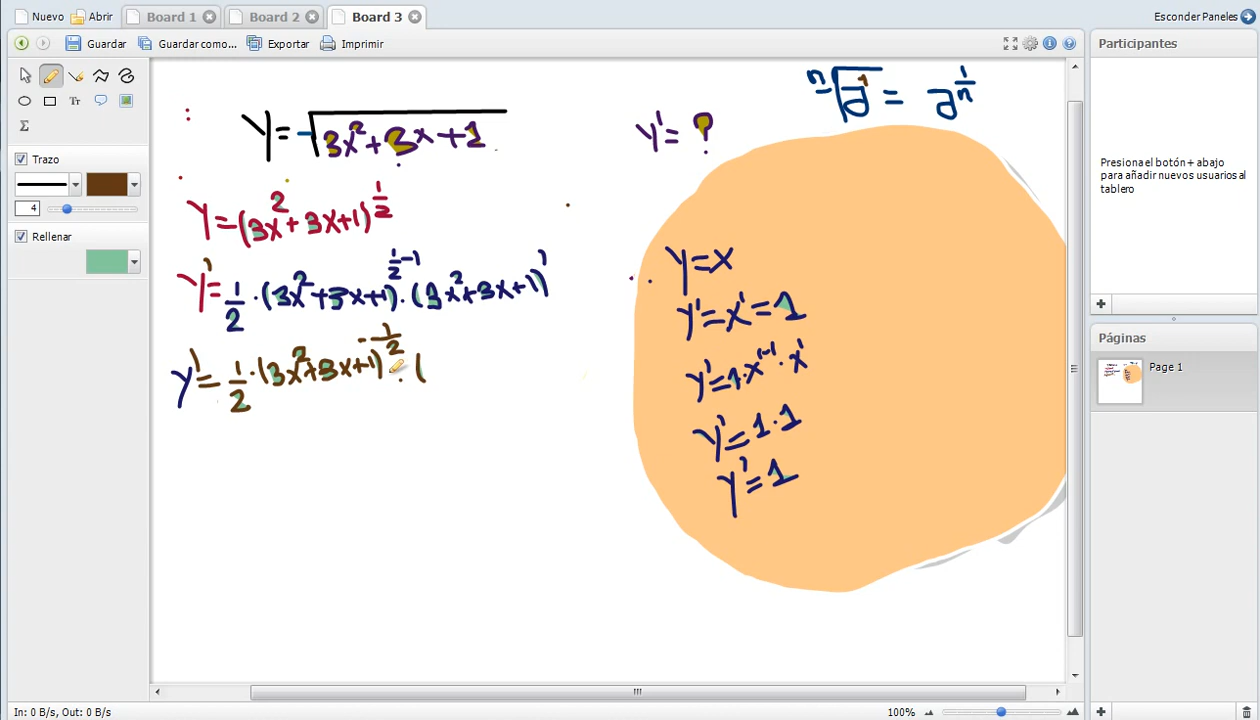 Nuevo Abrir Board 1 Board 2 Board 3 Esconder Paneles
Guardar Guardar como... Exportar Imprimir
Participantes
Presiona el botón + abajo
para añadir nuevos usuarios al
tablero
Trazo
4
Rellenar
Tt
Σ
y = √(3x² + 3x + 1)
y' = ?
ⁿ√a¹ = a^(1/n)
y = (3x² + 3x + 1)^(1/2)
y' = 1/2 · (3x² + 3x + 1)^(1/2 - 1) · (3x² + 3x + 1)'
y' = 1/2 · (3x² + 3x + 1)^(-1/2) · (
y = x
y' = x' = 1
y' = 1 · x^(1-1) · x'
y' = 1 · 1
y' = 1
Páginas
Page 1
In: 0 B/s, Out: 0 B/s
100%